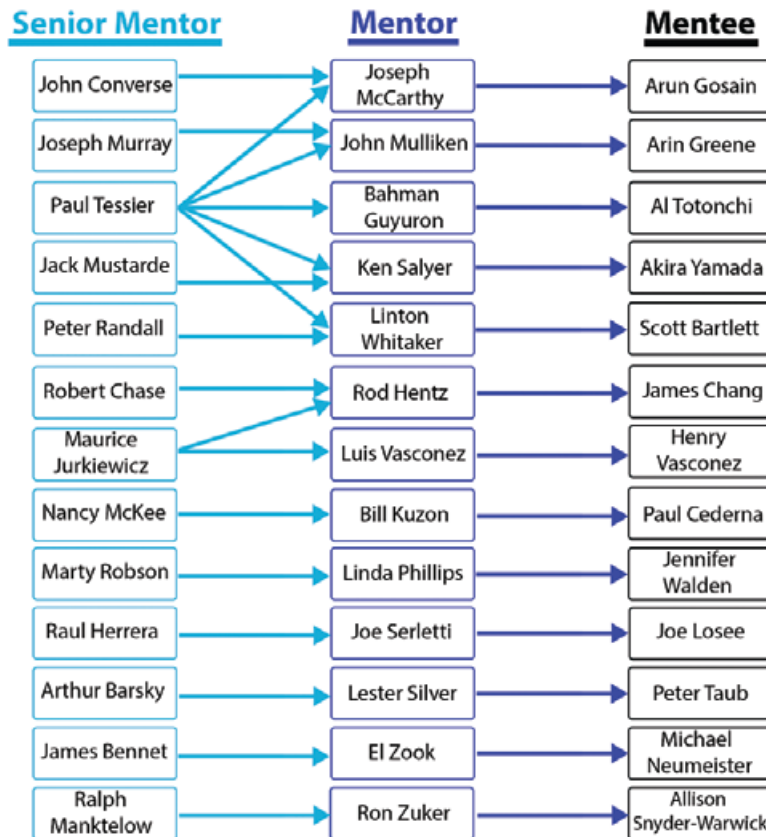 Senior Mentor
Mentor
Mentee
John Converse
Joseph
McCarthy
Arun Gosain
Joseph Murray
John Mulliken
Arin Greene
Paul Tessier
Bahman
Guyuron
Al Totonchi
Jack Mustarde
Ken Salyer
Akira Yamada
Peter Randall
Linton
Whitaker
Scott Bartlett
Robert Chase
Rod Hentz
James Chang
Maurice
Jurkiewicz
Luis Vasconez
Henry
Vasconez
Nancy McKee
Bill Kuzon
Paul Cederna
Marty Robson
Linda Phillips
Jennifer
Walden
Raul Herrera
Joe Serletti
Joe Losee
Arthur Barsky
Lester Silver
Peter Taub
James Bennet
El Zook
Michael
Neumeister
Ralph
Manktelow
Ron Zuker
Allison
Snyder-Warwick